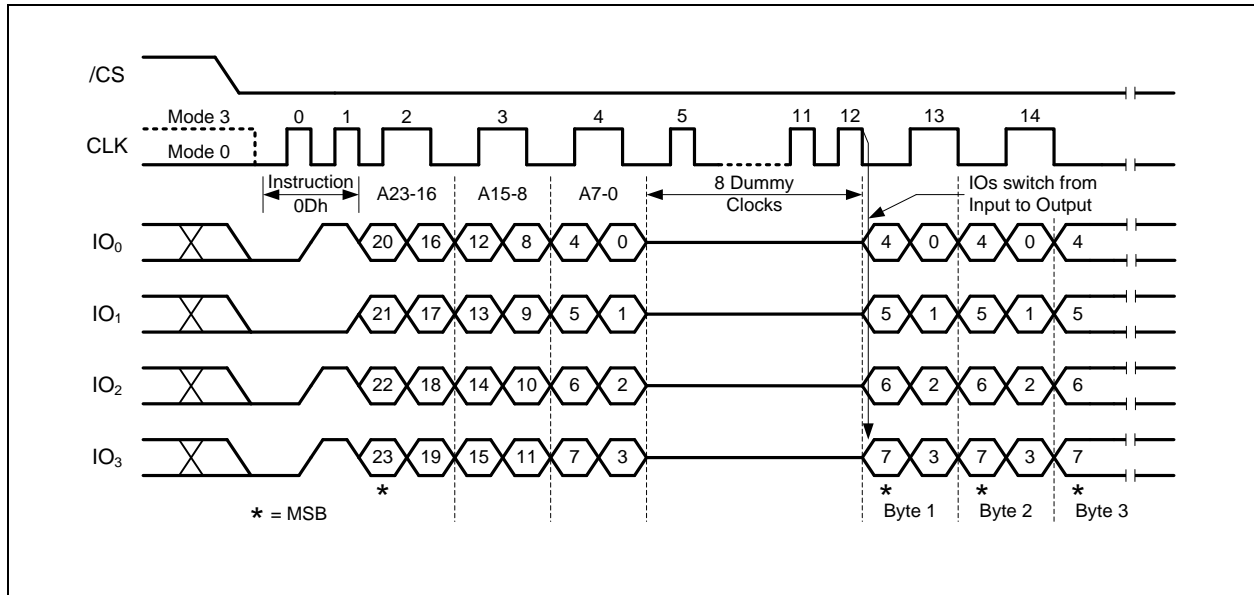 /CS
Mode 3 0 1 2 3 4 5 11 12 13 14
CLK
Mode 0
Instruction
0Dh
A23-16 A15-8 A7-0
8 Dummy
Clocks
IOs switch from
Input to Output
IO₀ 20 16 12 8 4 0 4 0 4 0 4
IO₁ 21 17 13 9 5 1 5 1 5 1 5
IO₂ 22 18 14 10 6 2 6 2 6 2 6
IO₃ 23 19 15 11 7 3 7 3 7 3 7
* * * *
* = MSB
Byte 1 Byte 2 Byte 3